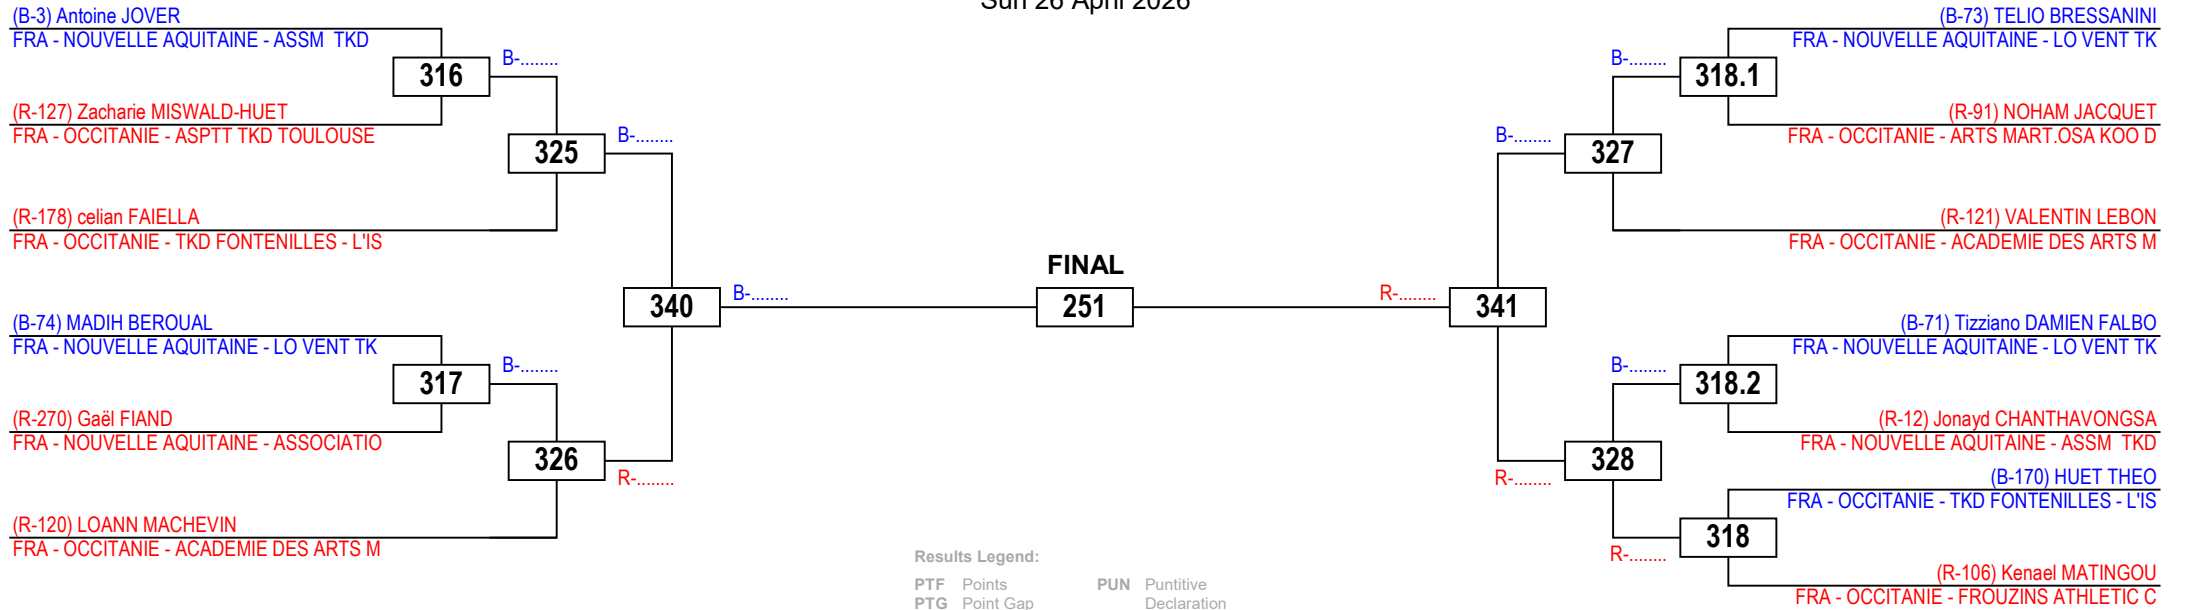 Sun 26 April 2026
(B-3) Antoine JOVER
FRA - NOUVELLE AQUITAINE - ASSM TKD
316
B-........
(R-127) Zacharie MISWALD-HUET
FRA - OCCITANIE - ASPTT TKD TOULOUSE
325
B-........
(R-178) celian FAIELLA
FRA - OCCITANIE - TKD FONTENILLES - L'IS
340
B-........
(B-74) MADIH BEROUAL
FRA - NOUVELLE AQUITAINE - LO VENT TK
317
B-........
(R-270) Gaël FIAND
FRA - NOUVELLE AQUITAINE - ASSOCIATIO
326
R-........
(R-120) LOANN MACHEVIN
FRA - OCCITANIE - ACADEMIE DES ARTS M
FINAL
251
(B-73) TELIO BRESSANINI
FRA - NOUVELLE AQUITAINE - LO VENT TK
B-........
318.1
(R-91) NOHAM JACQUET
FRA - OCCITANIE - ARTS MART.OSA KOO D
B-........
327
(R-121) VALENTIN LEBON
FRA - OCCITANIE - ACADEMIE DES ARTS M
R-........
341
(B-71) Tizziano DAMIEN FALBO
FRA - NOUVELLE AQUITAINE - LO VENT TK
B-........
318.2
(R-12) Jonayd CHANTHAVONGSA
FRA - NOUVELLE AQUITAINE - ASSM TKD
R-........
328
(B-170) HUET THEO
FRA - OCCITANIE - TKD FONTENILLES - L'IS
R-........
318
(R-106) Kenael MATINGOU
FRA - OCCITANIE - FROUZINS ATHLETIC C
Results Legend:
PTF Points PUN Puntitive
PTG Point Gap Declaration